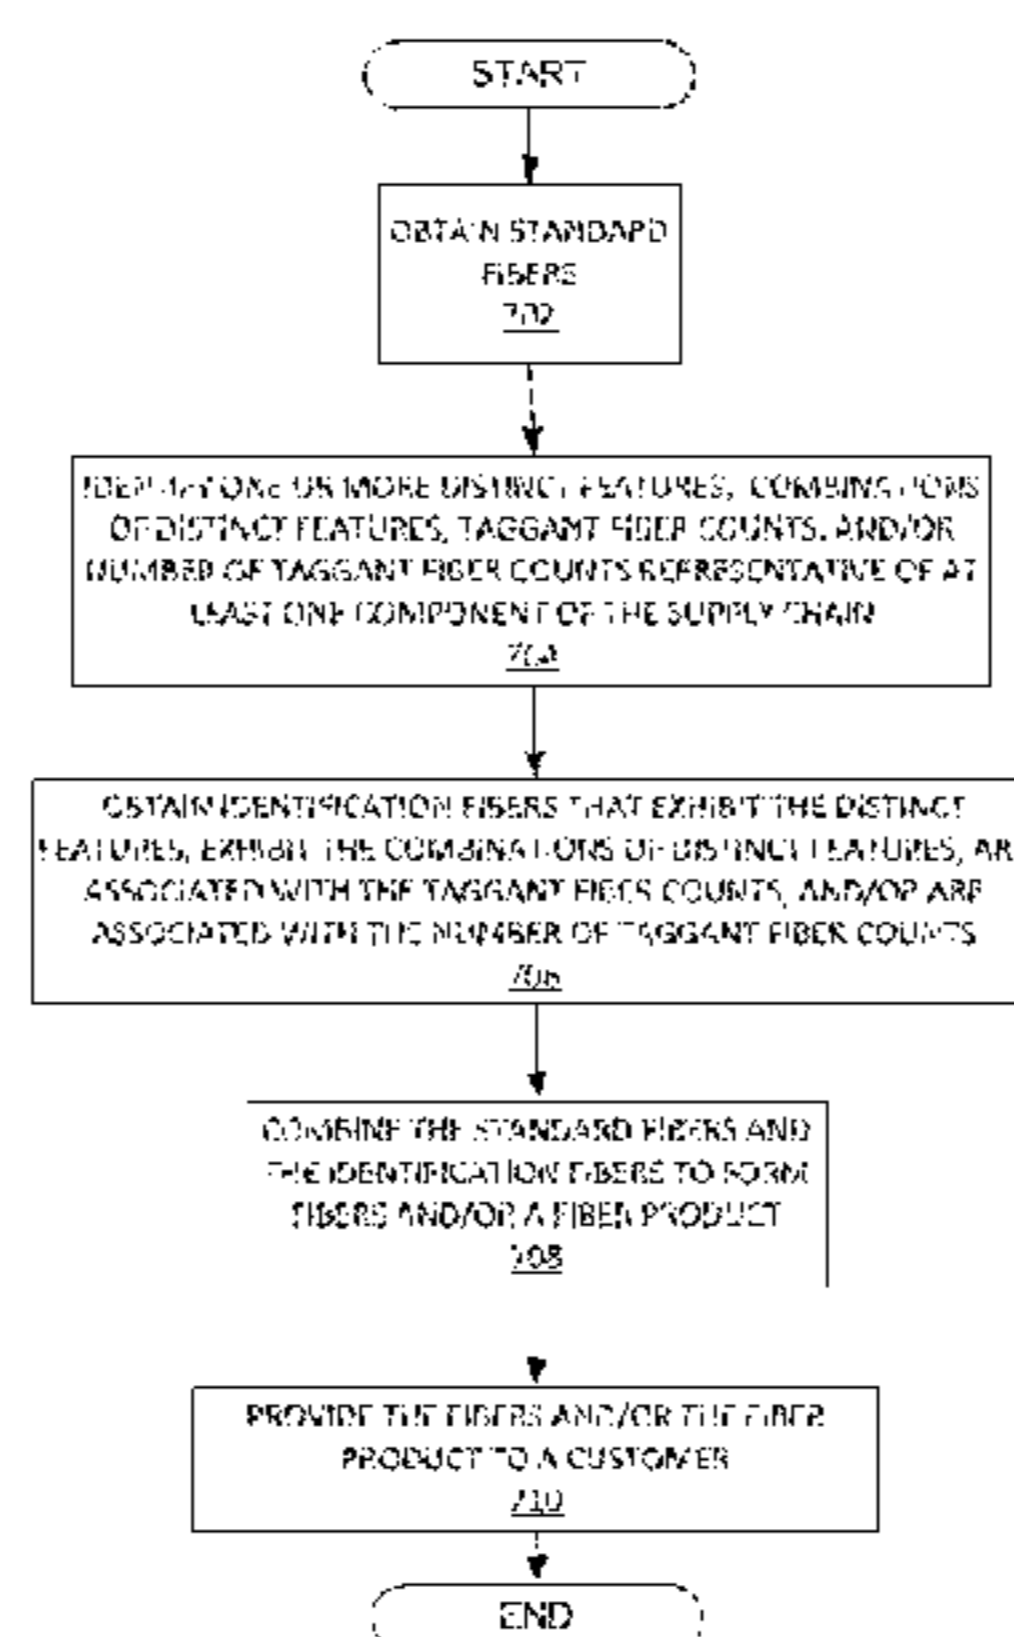 START
OBTAIN STANDARD
FIBERS
702
IDENTIFY ONE OR MORE DISTINCT FEATURES, COMBINATIONS
OF DISTINCT FEATURES, TAGGANT FIBER COUNTS, AND/OR
NUMBER OF TAGGANT FIBER COUNTS REPRESENTATIVE OF AT
LEAST ONE COMPONENT OF THE SUPPLY CHAIN
704
OBTAIN IDENTIFICATION FIBERS THAT EXHIBIT THE DISTINCT
FEATURES, EXHIBIT THE COMBINATIONS OF DISTINCT FEATURES, AR
ASSOCIATED WITH THE TAGGANT FIBER COUNTS, AND/OR ARE
ASSOCIATED WITH THE NUMBER OF TAGGANT FIBER COUNTS
706
COMBINE THE STANDARD FIBERS AND
THE IDENTIFICATION FIBERS TO FORM
FIBERS AND/OR A FIBER PRODUCT
708
PROVIDE THE FIBERS AND/OR THE FIBER
PRODUCT TO A CUSTOMER
710
END